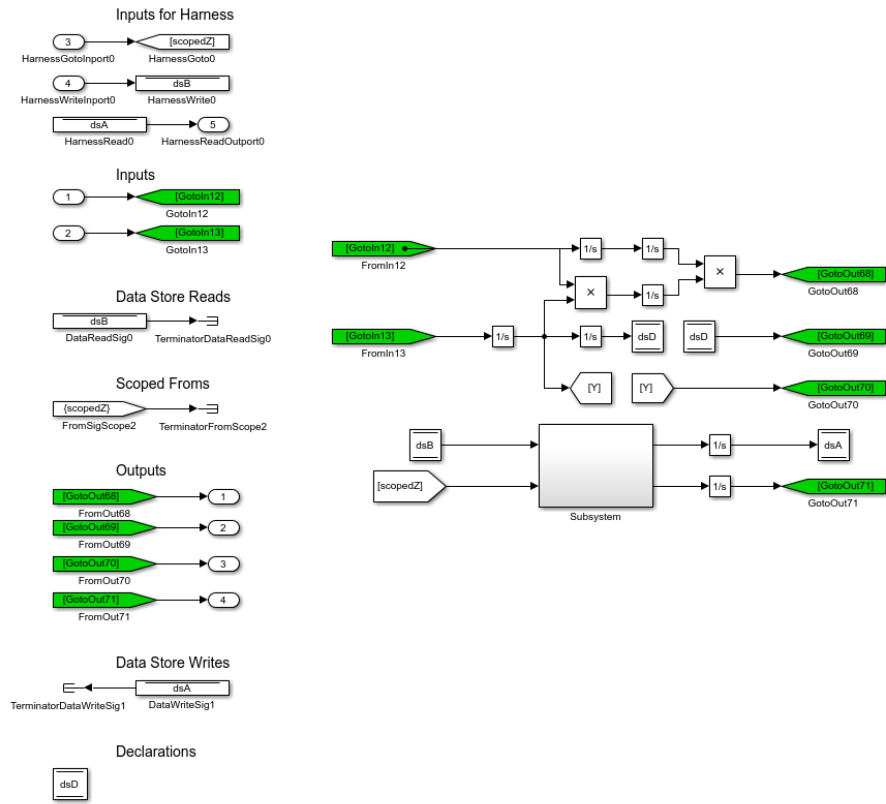 Inputs for Harness
3
[scopedZ]
HarnessGotoInport0
HarnessGoto0
4
dsB
HarnessWriteInport0
HarnessWrite0
dsA
5
HarnessRead0
HarnessReadOutport0
Inputs
1
[GotoIn12]
GotoIn12
2
[GotoIn13]
GotoIn13
Data Store Reads
dsB
DataReadSig0
TerminatorDataReadSig0
Scoped Froms
{scopedZ}
FromSigScope2
TerminatorFromScope2
Outputs
[GotoOut68]
1
FromOut68
[GotoOut69]
2
FromOut69
[GotoOut70]
3
FromOut70
[GotoOut71]
4
FromOut71
Data Store Writes
dsA
TerminatorDataWriteSig1
DataWriteSig1
Declarations
dsD
[GotoIn12]
FromIn12
1/s
1/s
×
×
1/s
[GotoOut68]
GotoOut68
[GotoIn13]
FromIn13
1/s
1/s
dsD
dsD
[GotoOut69]
GotoOut69
[Y]
[Y]
[GotoOut70]
GotoOut70
dsB
1/s
dsA
[scopedZ]
1/s
[GotoOut71]
GotoOut71
Subsystem